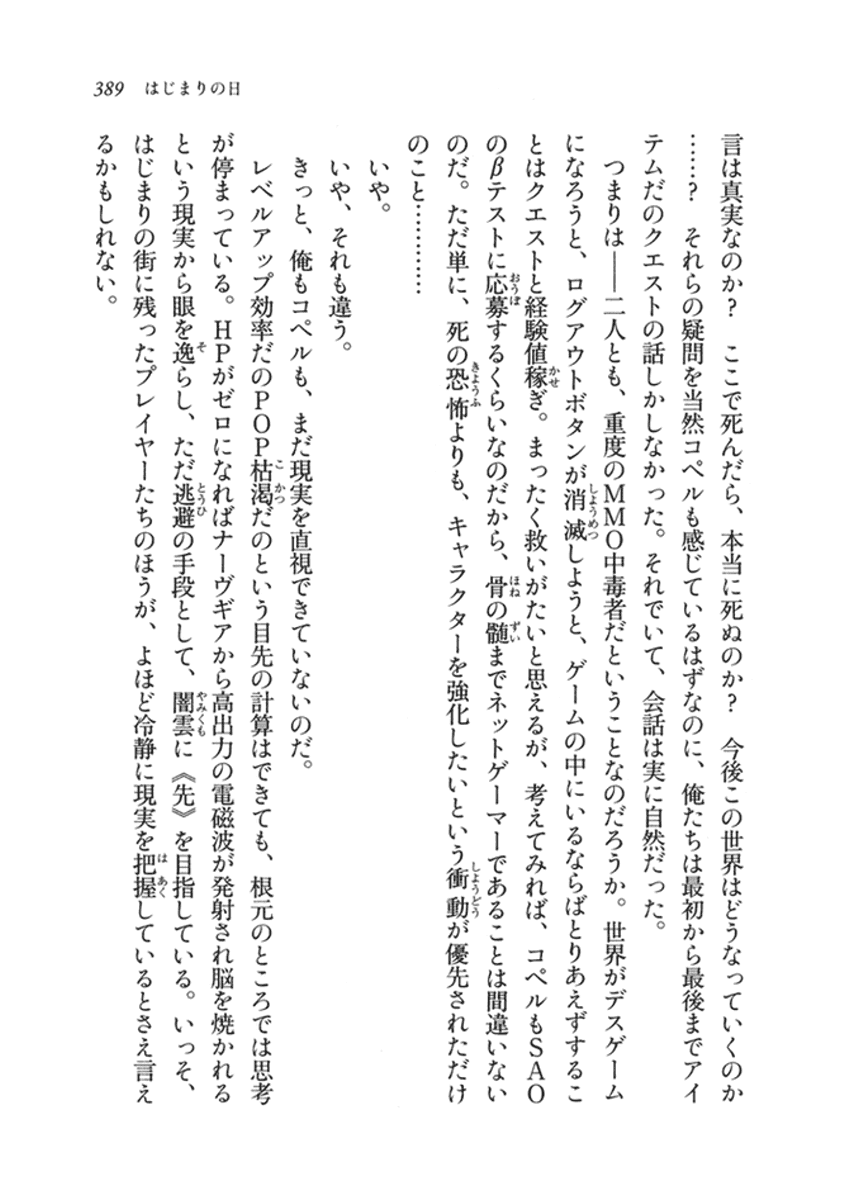 389 はじまりの日
言は真実なのか? ここで死んだら、本当に死ぬのか? 今後この世界はどうなっていくのか
……? それらの疑問を当然コペルも感じているはずなのに、俺たちは最初から最後までアイ
テムだのクエストの話しかしなかった。それでいて、会話は実に自然だった。
つまりは――二人とも、重度のMMO中毒者だということなのだろうか。世界がデスゲーム
になろうと、ログアウトボタンが消滅しようと、ゲームの中にいるならばとりあえずするこ
とはクエストと経験値稼ぎ。まったく救いがたいと思えるが、考えてみれば、コペルもSAO
のβテストに応募するくらいなのだから、骨の髄までネットゲーマーであることは間違いない
のだ。ただ単に、死の恐怖よりも、キャラクターを強化したいという衝動が優先されただけ
のこと…………
いや。
いや、それも違う。
きっと、俺もコペルも、まだ現実を直視できていないのだ。
レベルアップ効率だのPOP枯渇だのという目先の計算はできても、根元のところでは思考
が停まっている。HPがゼロになればナーヴギアから高出力の電磁波が発射され脳を焼かれる
という現実から眼を逸らし、ただ逃避の手段として、闇雲に《先》を目指している。いっそ、
はじまりの街に残ったプレイヤーたちのほうが、よほど冷静に現実を把握しているとさえ言え
るかもしれない。